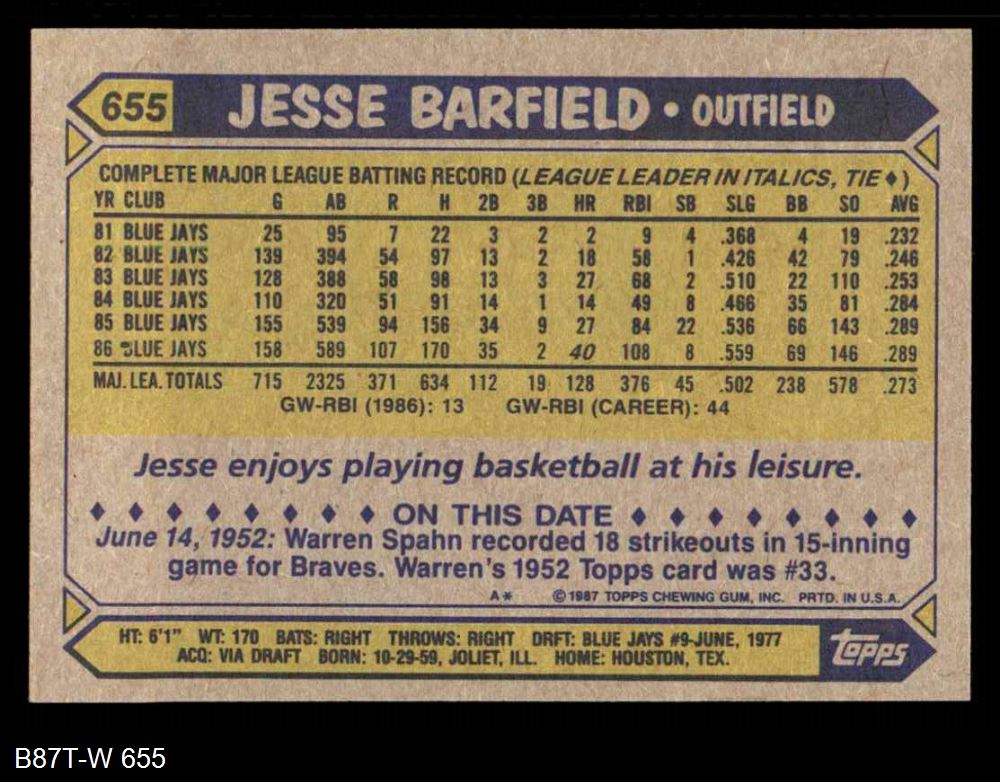 655 JESSE BARFIELD • OUTFIELD
COMPLETE MAJOR LEAGUE BATTING RECORD (LEAGUE LEADER IN ITALICS, TIE ♦)
YR CLUB G AB R H 2B 3B HR RBI SB SLG BB SO AVG
81 BLUE JAYS 25 95 7 22 3 2 2 9 4 .368 4 19 .232
82 BLUE JAYS 139 394 54 97 13 2 18 58 1 .426 42 79 .246
83 BLUE JAYS 128 388 58 98 13 3 27 68 2 .510 22 110 .253
84 BLUE JAYS 110 320 51 91 14 1 14 49 8 .466 35 81 .284
85 BLUE JAYS 155 539 94 156 34 9 27 84 22 .536 66 143 .289
86 BLUE JAYS 158 589 107 170 35 2 40 108 8 .559 69 146 .289
MAJ. LEA. TOTALS 715 2325 371 634 112 19 128 376 45 .502 238 578 .273
GW-RBI (1986): 13 GW-RBI (CAREER): 44
Jesse enjoys playing basketball at his leisure.
♦ ♦ ♦ ♦ ♦ ♦ ♦ ♦ ON THIS DATE ♦ ♦ ♦ ♦ ♦ ♦ ♦ ♦
June 14, 1952: Warren Spahn recorded 18 strikeouts in 15-inning
game for Braves. Warren's 1952 Topps card was #33.
A* © 1987 TOPPS CHEWING GUM, INC. PRTD. IN U.S.A.
HT: 6'1" WT: 170 BATS: RIGHT THROWS: RIGHT DRFT: BLUE JAYS #9-JUNE, 1977
ACQ: VIA DRAFT BORN: 10-29-59, JOLIET, ILL. HOME: HOUSTON, TEX.
topps
B87T-W 655